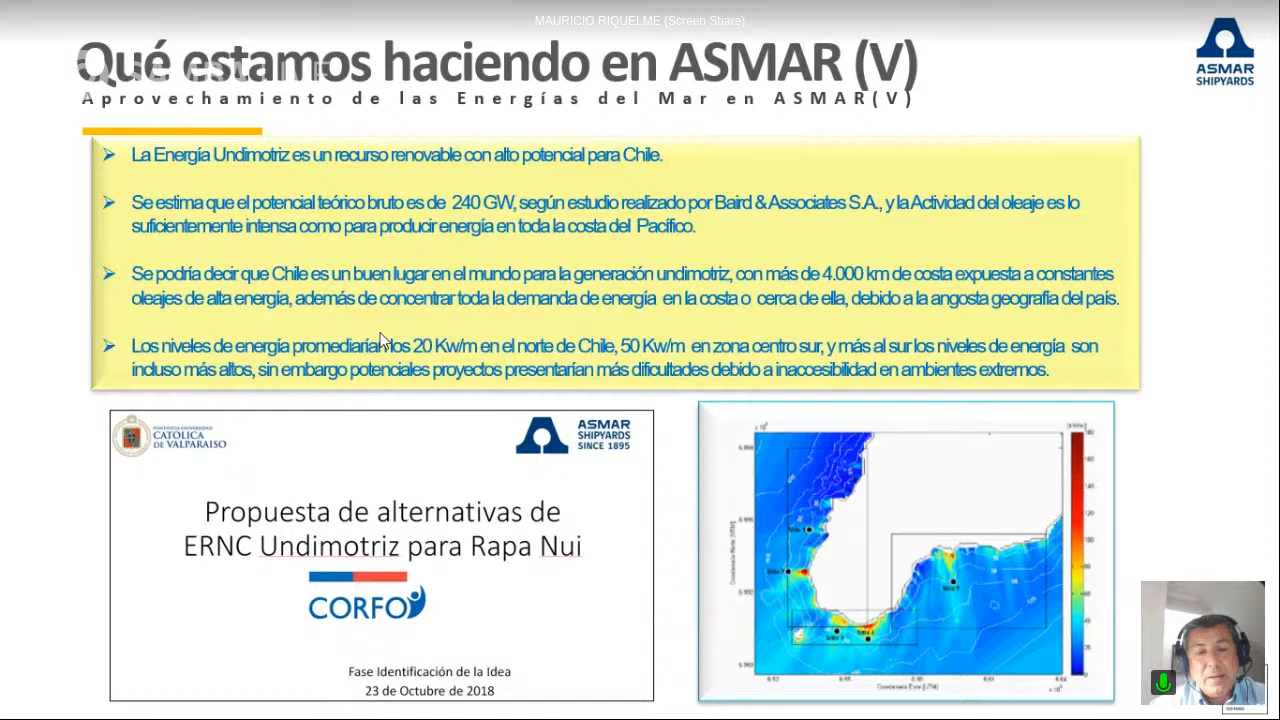 MAURICIO RIQUELME (Screen Share)
Qué estamos haciendo en ASMAR (V)
Aprovechamiento de las Energías del Mar en ASMAR(V)
ASMAR
SHIPYARDS
La Energía Undimotriz es un recurso renovable con alto potencial para Chile.
Se estima que el potencial teórico bruto es de 240 GW, según estudio realizado por Baird & Associates S.A., y la Actividad del oleaje es lo
suficientemente intensa como para producir energía en toda la costa del Pacífico.
Se podría decir que Chile es un buen lugar en el mundo para la generación undimotriz, con más de 4.000 km de costa expuesta a constantes
oleajes de alta energía, además de concentrar toda la demanda de energía en la costa o cerca de ella, debido a la angosta geografía del país.
Los niveles de energía promediarían los 20 Kw/m en el norte de Chile, 50 Kw/m en zona centro sur, y más al sur los niveles de energía son
incluso más altos, sin embargo potenciales proyectos presentarían más dificultades debido a inaccesibilidad en ambientes extremos.
PONTIFICIA UNIVERSIDAD
CATOLICA
DE VALPARAISO
ASMAR
SHIPYARDS
SINCE 1895
Propuesta de alternativas de
ERNC Undimotriz para Rapa Nui
CORFO
Fase Identificación de la Idea
23 de Octubre de 2018
Coordenada Norte [UTM]
Coordenada Este [UTM]